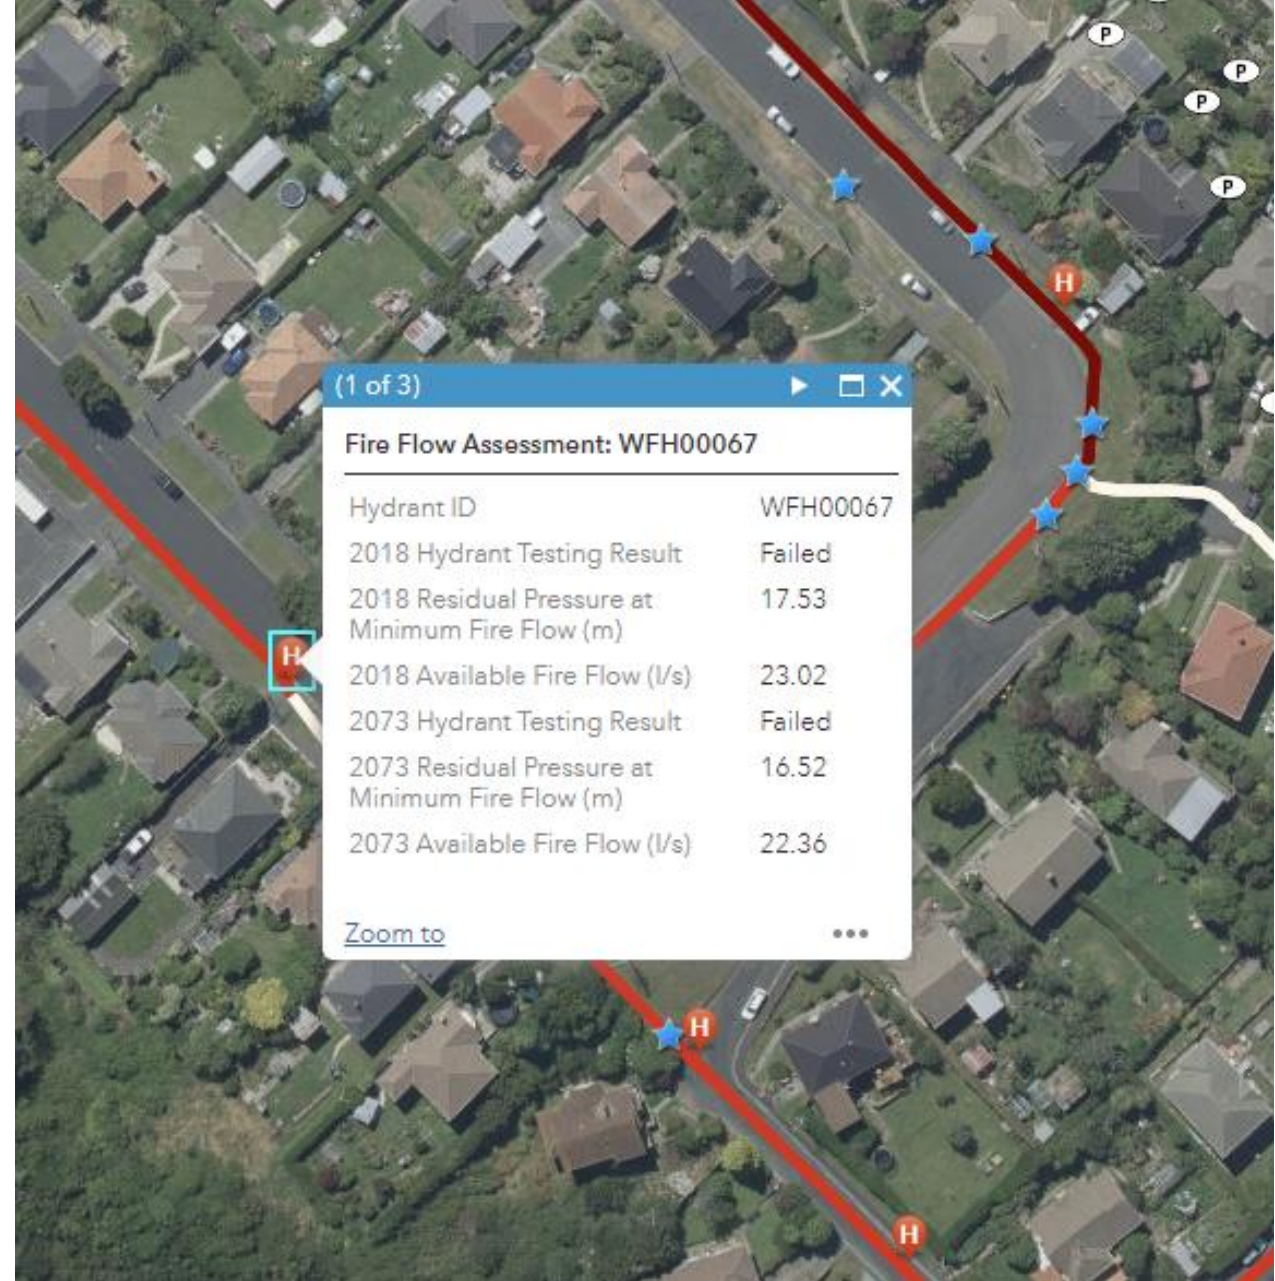 P
P
P
P
H
(1 of 3)
Fire Flow Assessment: WFH00067
Hydrant ID WFH00067
2018 Hydrant Testing Result Failed
2018 Residual Pressure at 17.53
Minimum Fire Flow (m)
2018 Available Fire Flow (l/s) 23.02
2073 Hydrant Testing Result Failed
2073 Residual Pressure at 16.52
Minimum Fire Flow (m)
2073 Available Fire Flow (l/s) 22.36
Zoom to
H
H
H